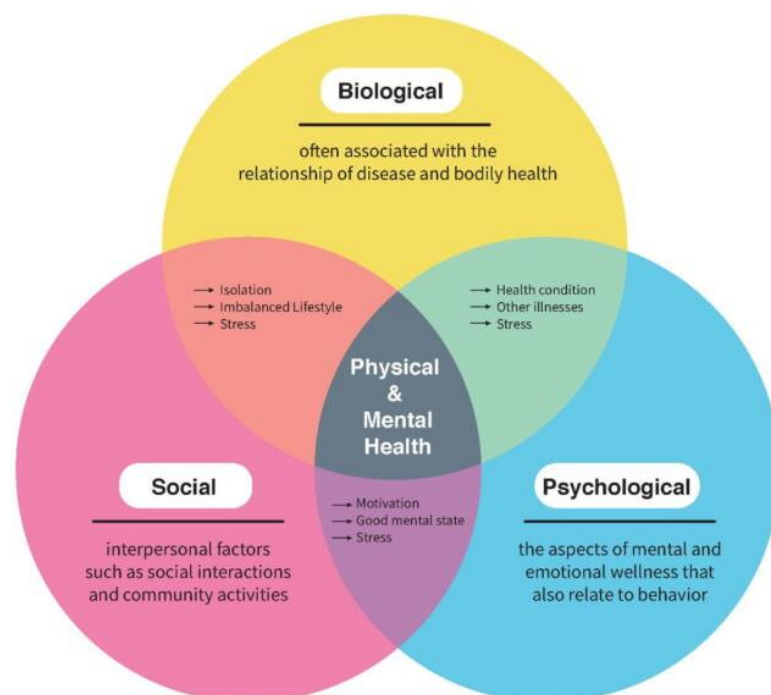 Biological
often associated with the
relationship of disease and bodily health
→ Isolation
→ Imbalanced Lifestyle
→ Stress
→ Health condition
→ Other illnesses
→ Stress
Physical
&
Mental
Health
Social
interpersonal factors
such as social interactions
and community activities
→ Motivation
→ Good mental state
→ Stress
Psychological
the aspects of mental and
emotional wellness that
also relate to behavior